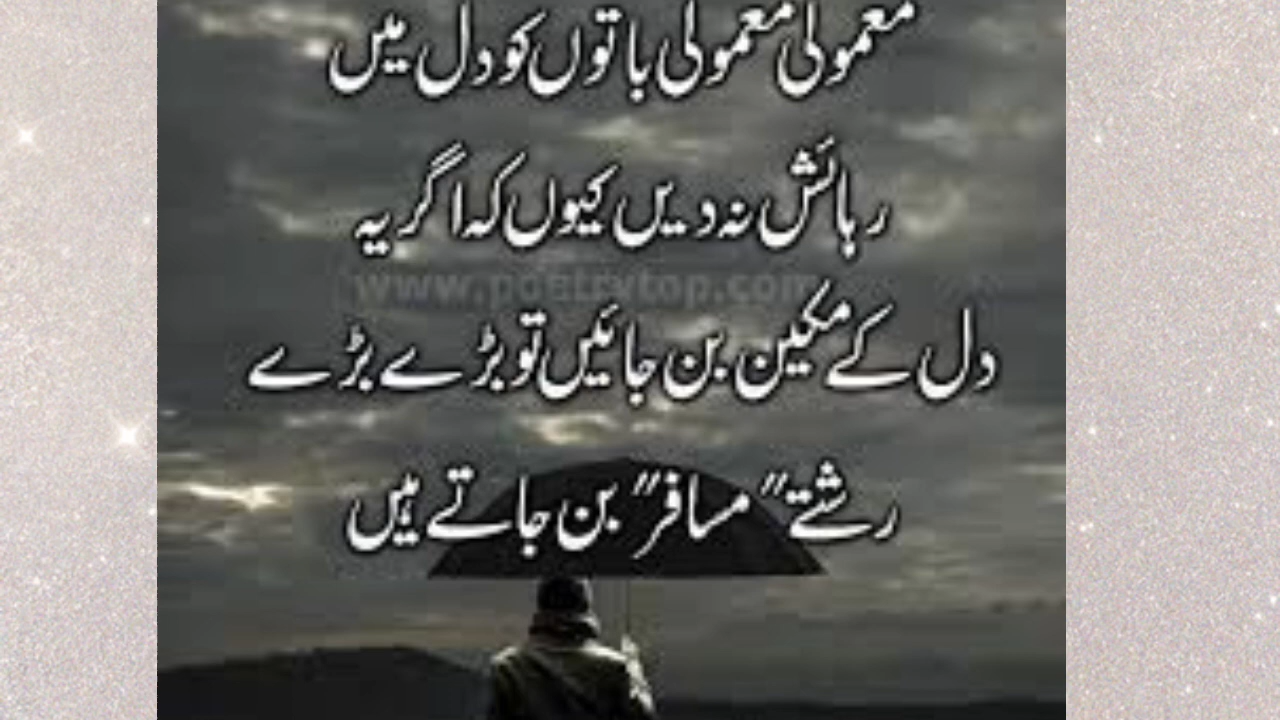 معمولی معمولی باتوں کو دل میں
رہائش نہ دیں کیوں کہ اگر یہ
www.poetrytop.com
دل کے مکین بن جائیں تو بڑے بڑے
رشتے "مسافر" بن جاتے ہیں